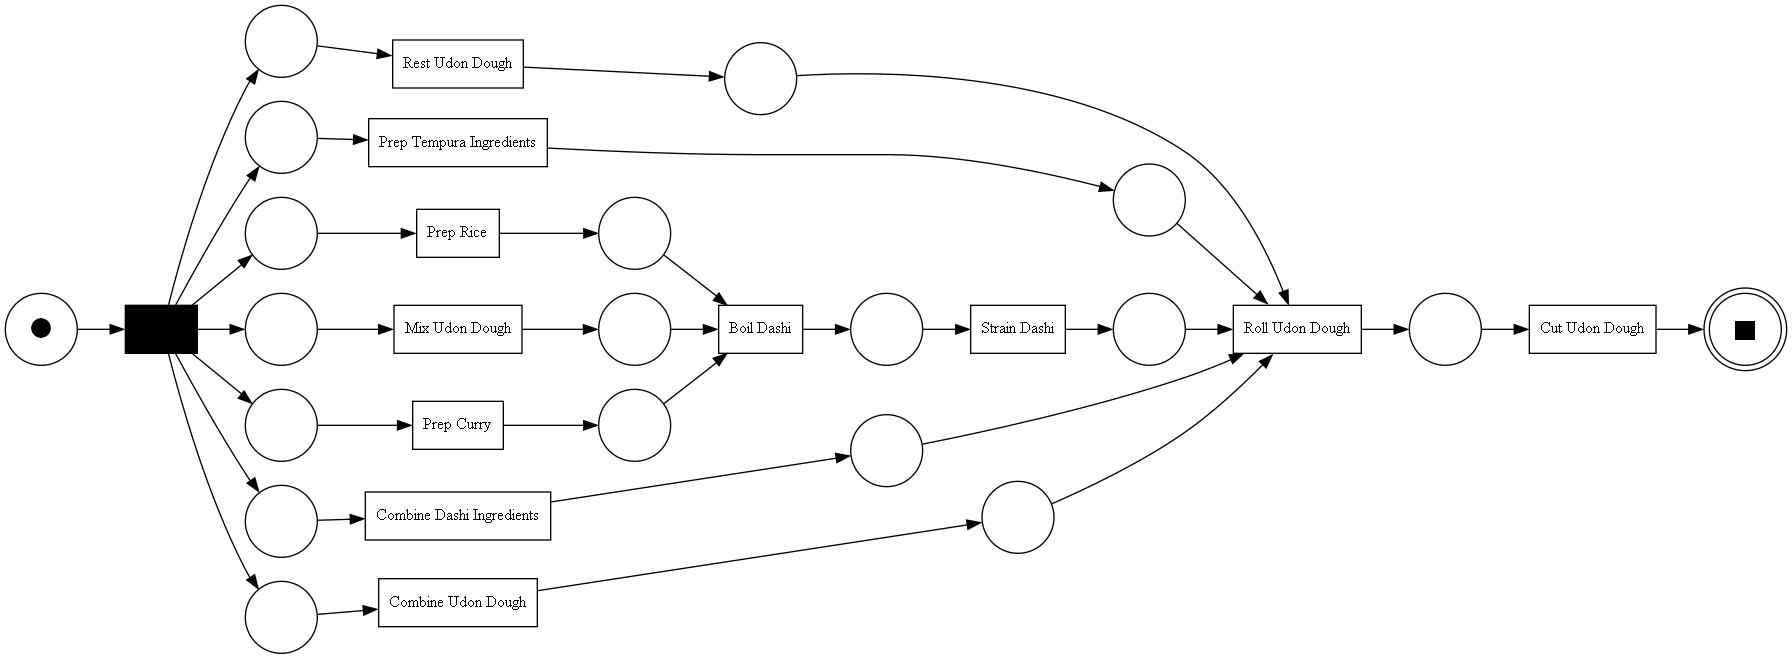 Rest Udon Dough
Prep Tempura Ingredients
Prep Rice
Mix Udon Dough
Boil Dashi
Strain Dashi
Roll Udon Dough
Cut Udon Dough
Prep Curry
Combine Dashi Ingredients
Combine Udon Dough